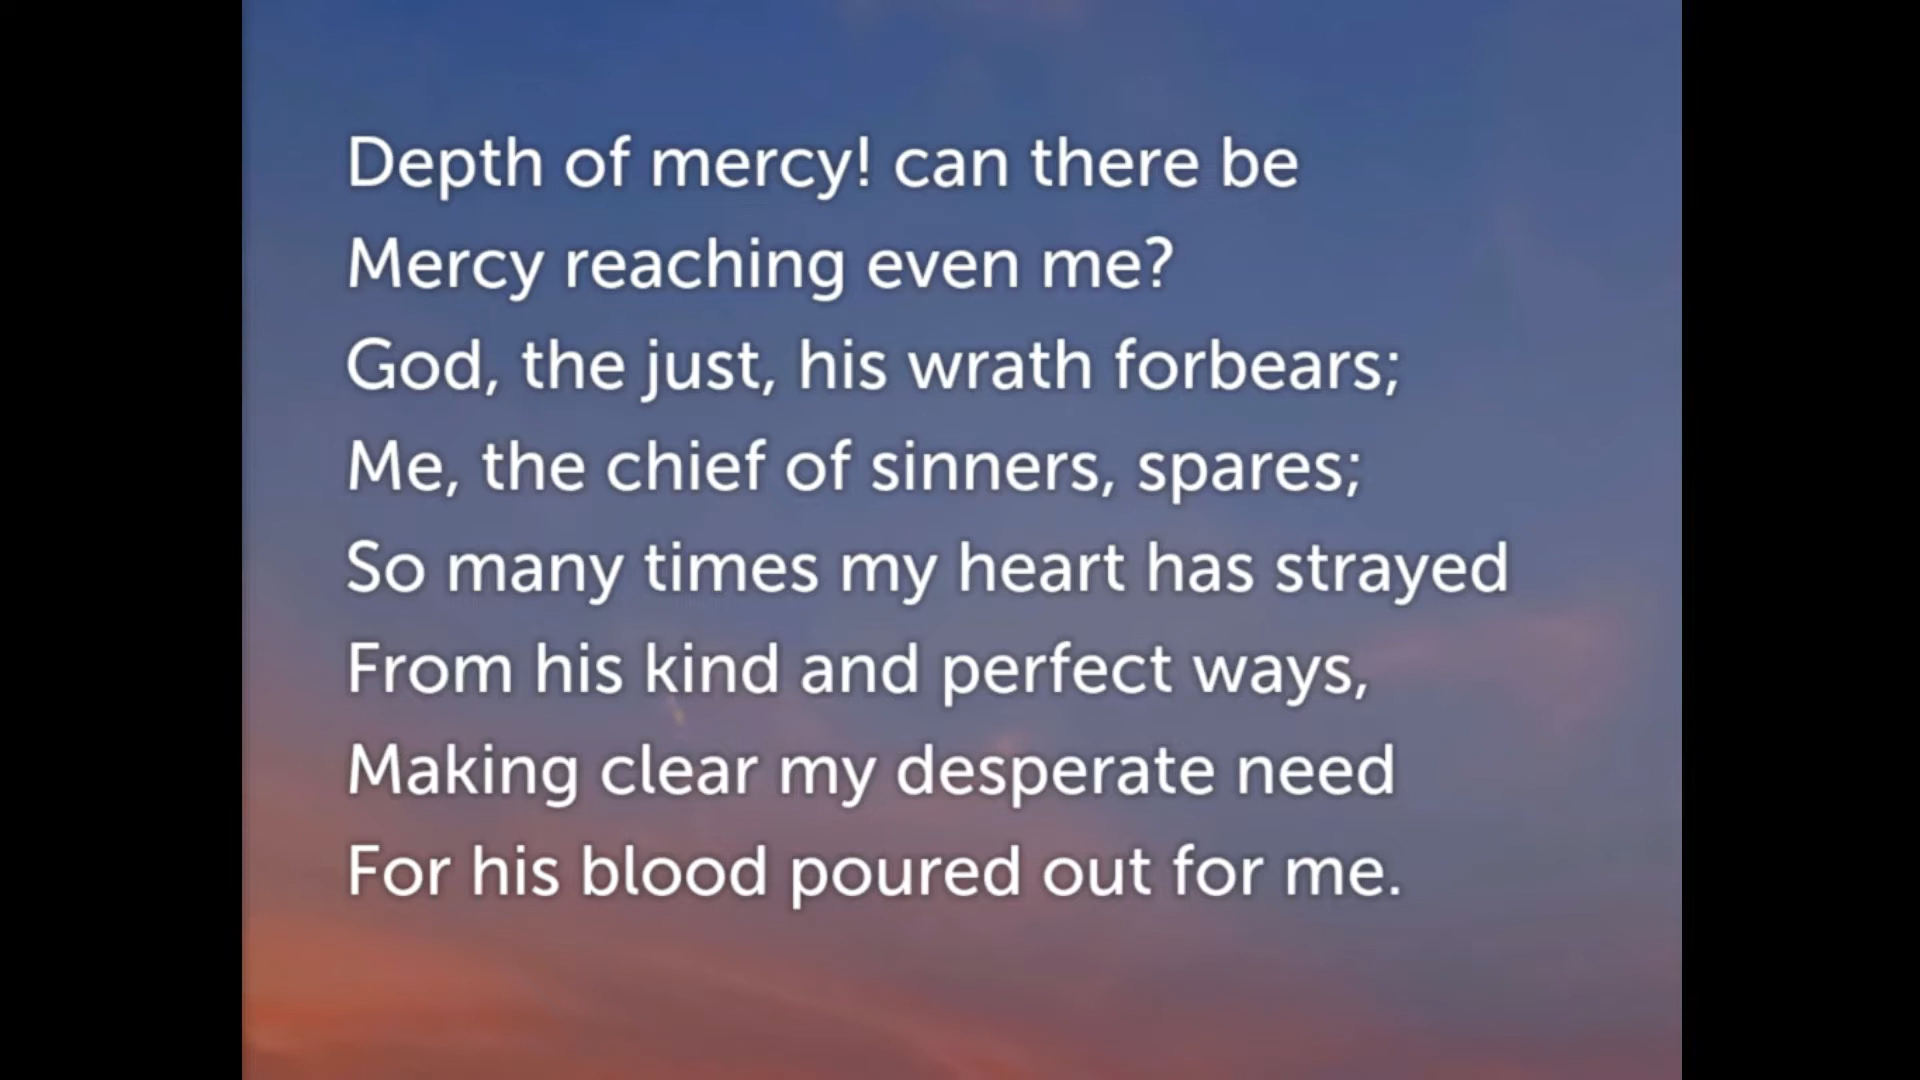 Depth of mercy! can there be
Mercy reaching even me?
God, the just, his wrath forbears;
Me, the chief of sinners, spares;
So many times my heart has strayed
From his kind and perfect ways,
Making clear my desperate need
For his blood poured out for me.